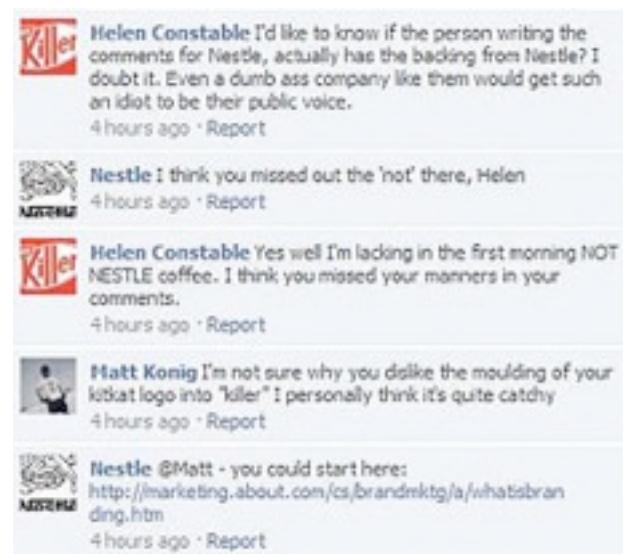 Killer
Helen Constable I'd like to know if the person writing the
comments for Nestle, actually has the backing from Nestle? I
doubt it. Even a dumb ass company like them would get such
an idiot to be their public voice.
4 hours ago · Report
Nestle I think you missed out the 'not' there, Helen
4 hours ago · Report
Killer
Helen Constable Yes well I'm lacking in the first morning NOT
NESTLE coffee. I think you missed your manners in your
comments.
4 hours ago · Report
Matt Konig I'm not sure why you dislike the moulding of your
kitkat logo into "killer" I personally think it's quite catchy
4 hours ago · Report
Nestle @Matt - you could start here:
http://marketing.about.com/cs/brandmktg/a/whatisbran
ding.htm
4 hours ago · Report